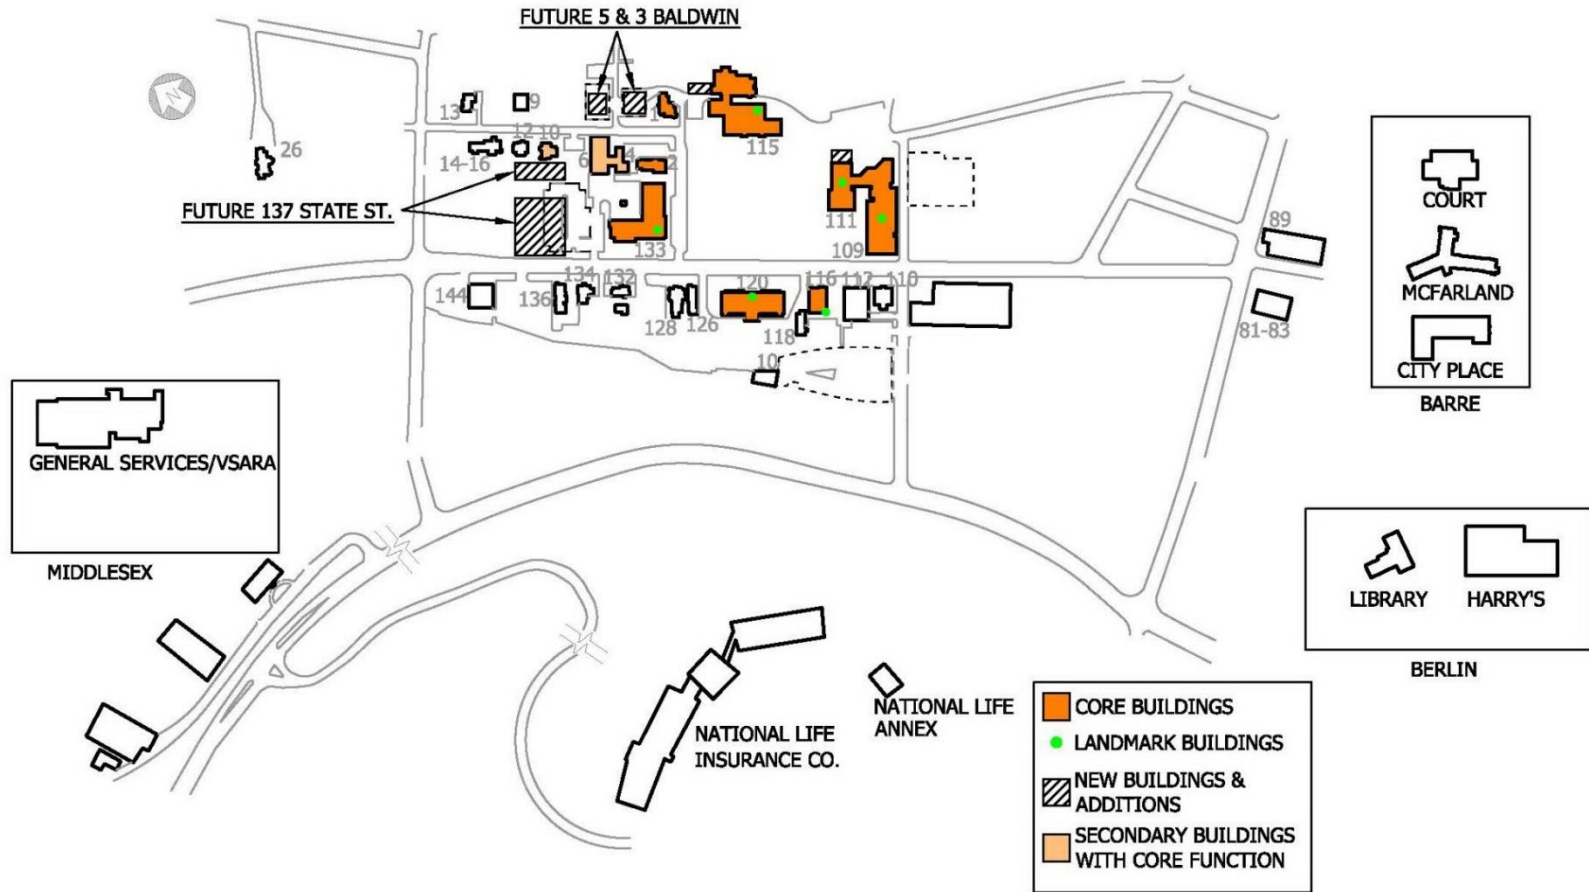 FUTURE 5 & 3 BALDWIN
13
9
1
26
14-16
12
10
6
4
2
115
FUTURE 137 STATE ST.
133
111
109
89
144
136
134
132
128
126
120
116
112
110
118
10
81-83
COURT
MCFARLAND
CITY PLACE
BARRE
GENERAL SERVICES/VSARA
MIDDLESEX
LIBRARY
HARRY'S
BERLIN
NATIONAL LIFE
INSURANCE CO.
NATIONAL LIFE
ANNEX
CORE BUILDINGS
LANDMARK BUILDINGS
NEW BUILDINGS &
ADDITIONS
SECONDARY BUILDINGS
WITH CORE FUNCTION